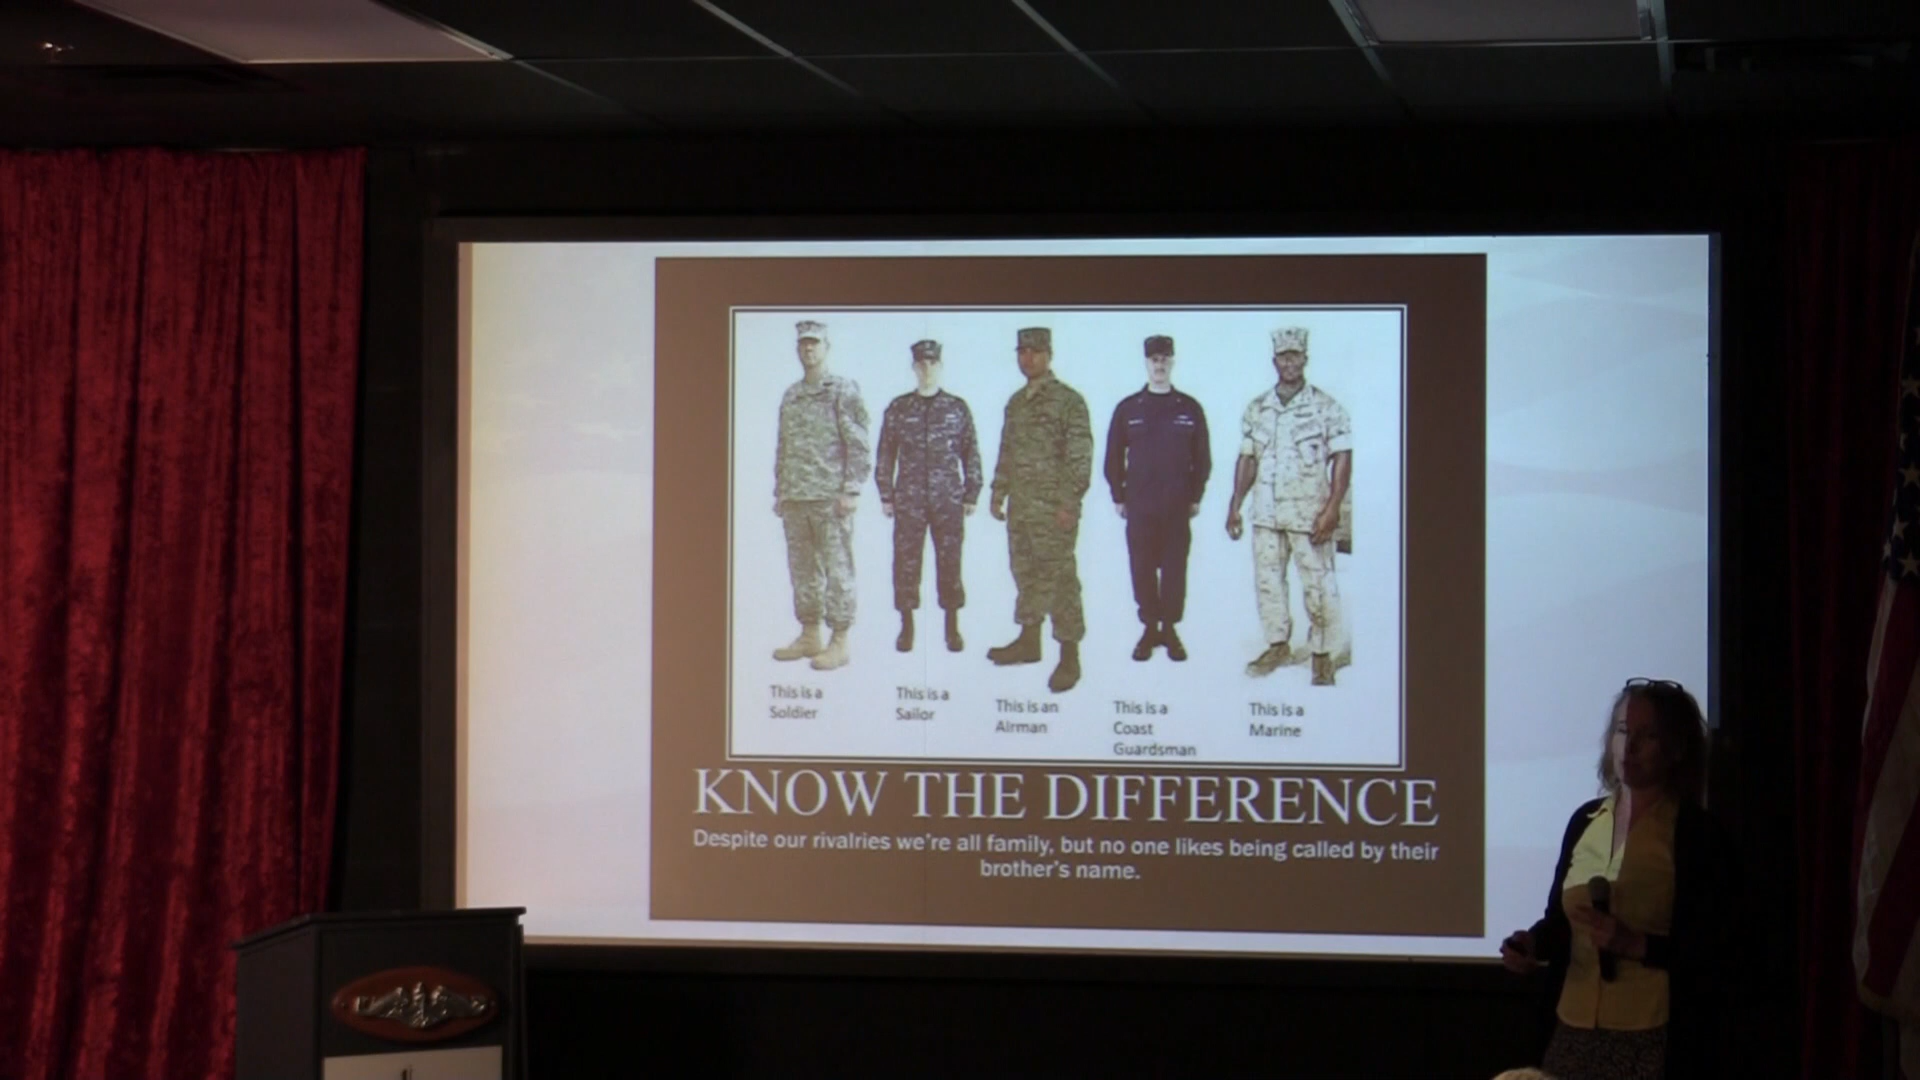 This is a
Soldier
This is a
Sailor
This is an
Airman
This is a
Coast
Guardsman
This is a
Marine
KNOW THE DIFFERENCE
Despite our rivalries we're all family, but no one likes being called by their
brother's name.